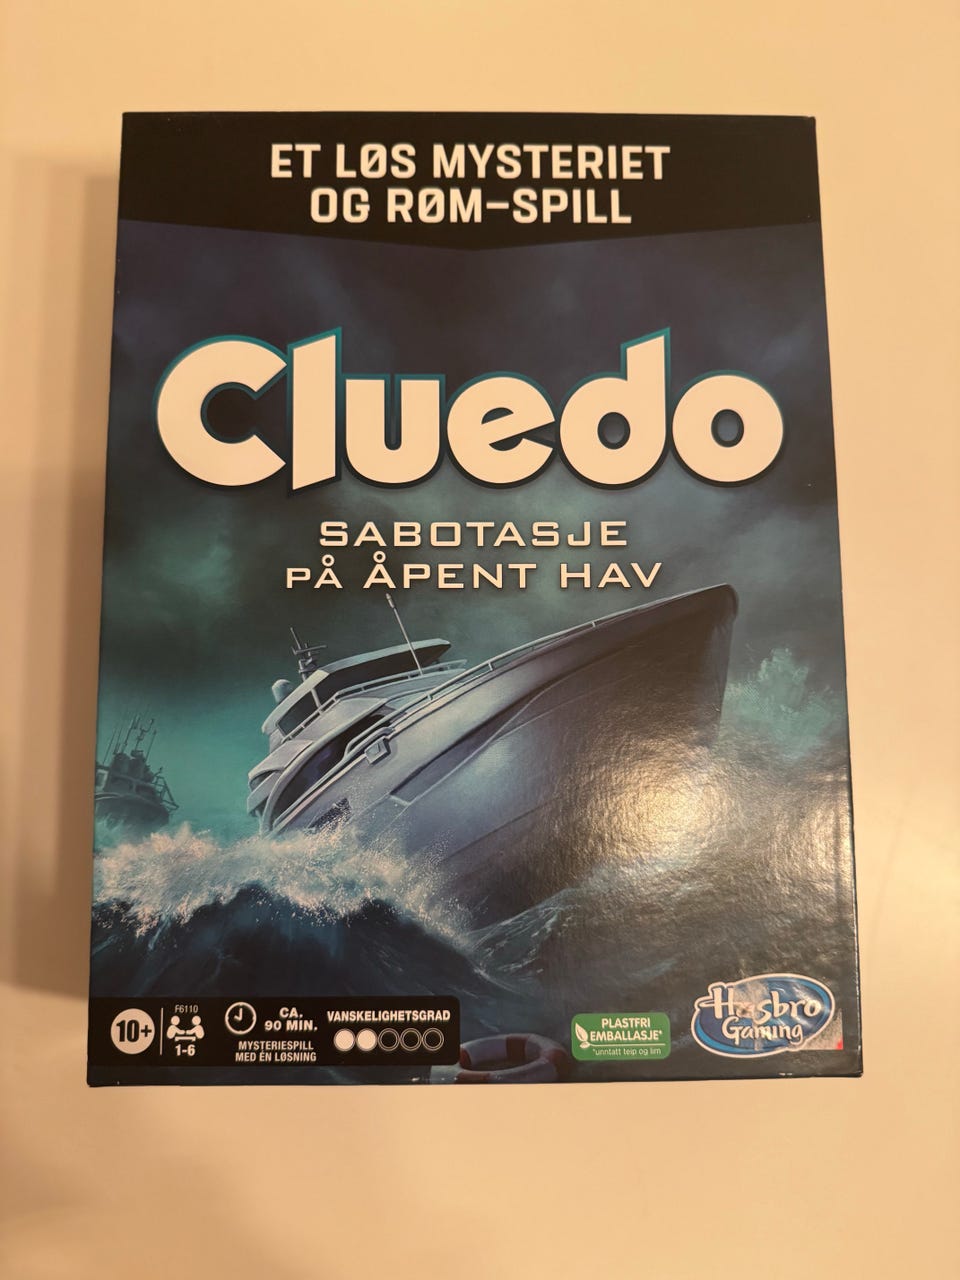 ET LØS MYSTERIET
OG RØM-SPILL
Cluedo
SABOTASJE
PÅ ÅPENT HAV
10+
F6110
1-6
CA.
90 MIN.
MYSTERIESPILL
MED ÉN LØSNING
VANSKELIGHETSGRAD
PLASTFRI
EMBALLASJE*
*unntatt teip og lim
Hasbro
Gaming